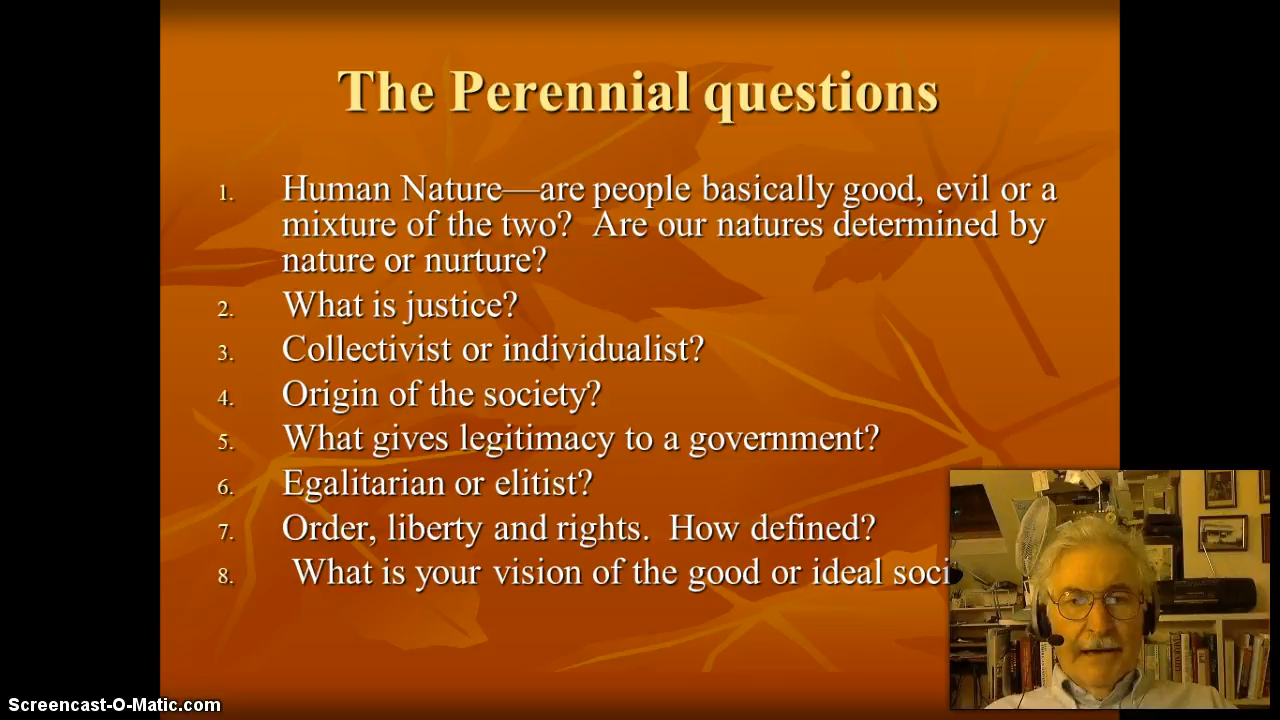 The Perennial questions
1. Human Nature—are people basically good, evil or a
mixture of the two? Are our natures determined by
nature or nurture?
2. What is justice?
3. Collectivist or individualist?
4. Origin of the society?
5. What gives legitimacy to a government?
6. Egalitarian or elitist?
7. Order, liberty and rights. How defined?
8. What is your vision of the good or ideal soci
Screencast-O-Matic.com